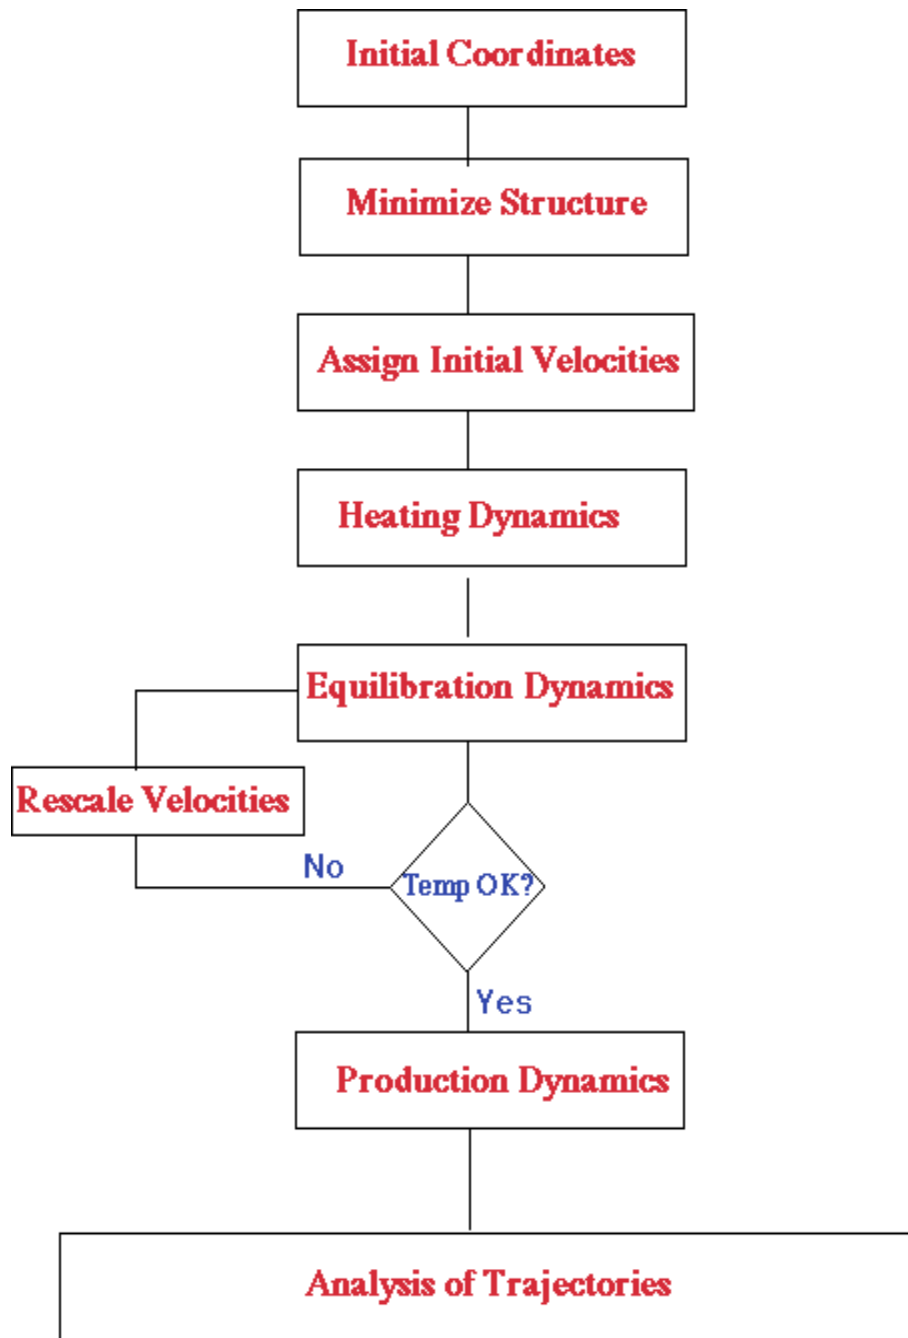 Initial Coordinates
Minimize Structure
Assign Initial Velocities
Heating Dynamics
Equilibration Dynamics
Rescale Velocities
No
Temp OK?
Yes
Production Dynamics
Analysis of Trajectories